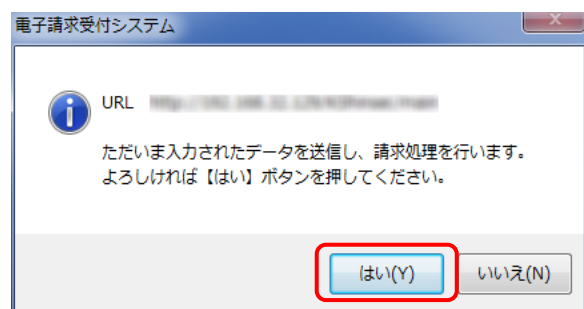 電子請求受付システム
URL
ただいま入力されたデータを送信し、請求処理を行います。
よろしければ【はい】ボタンを押してください。
はい(Y)
いいえ(N)